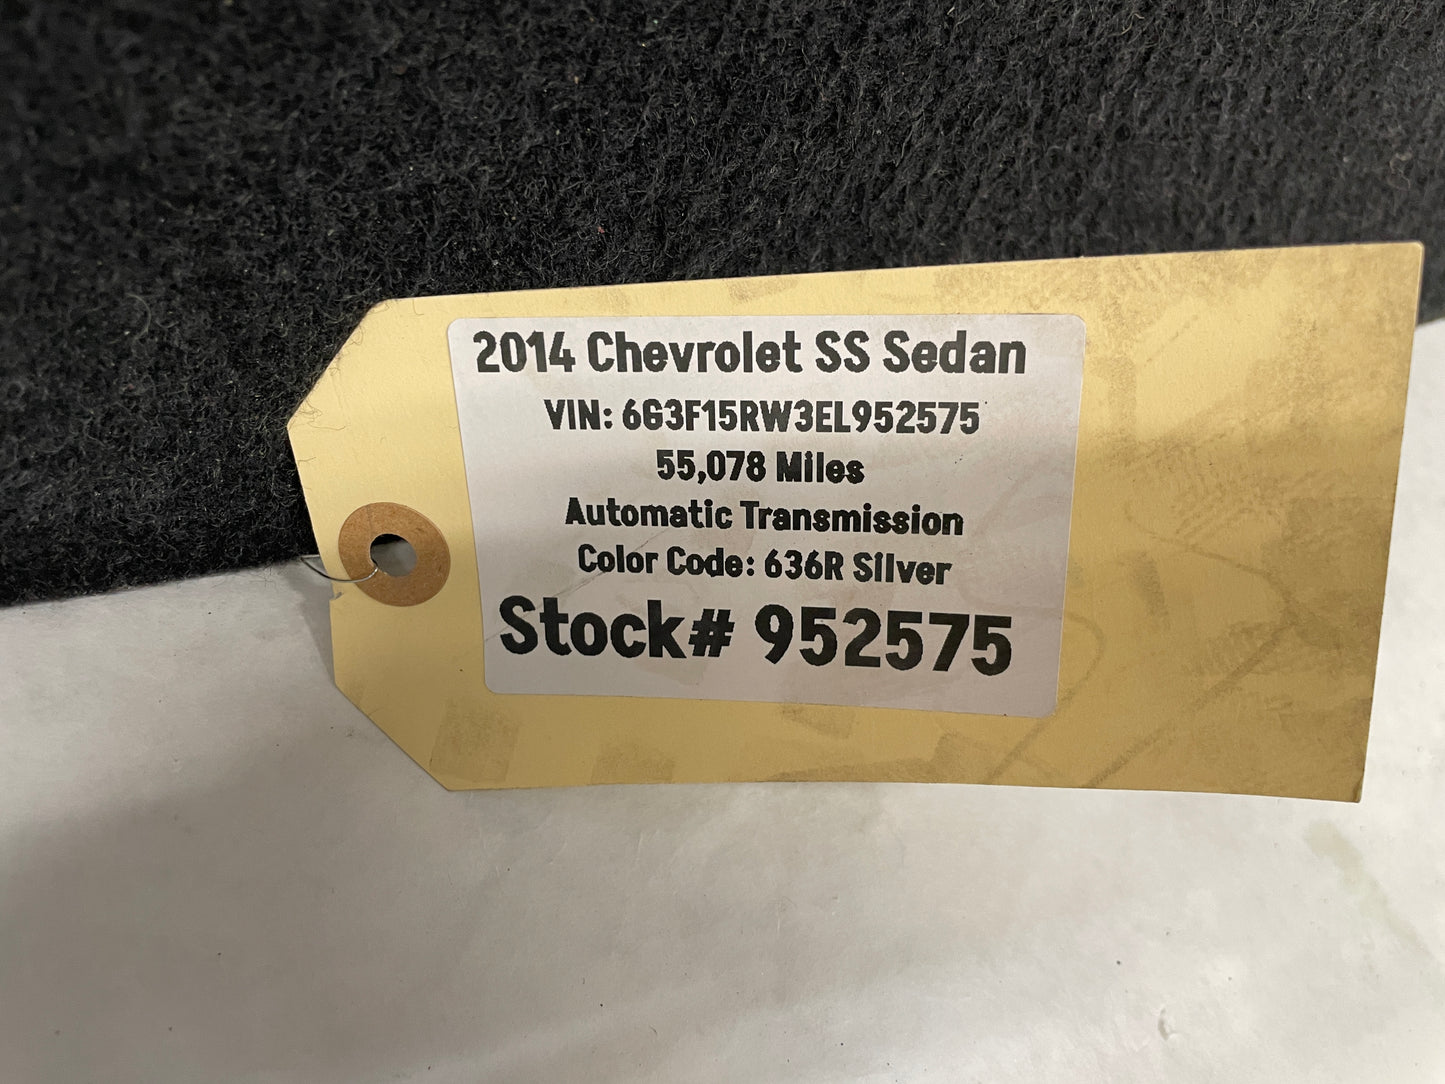 2014 Chevrolet SS Sedan
VIN: 6G3F15RW3EL952575
55,078 Miles
Automatic Transmission
Color Code: 636R Silver
Stock# 952575